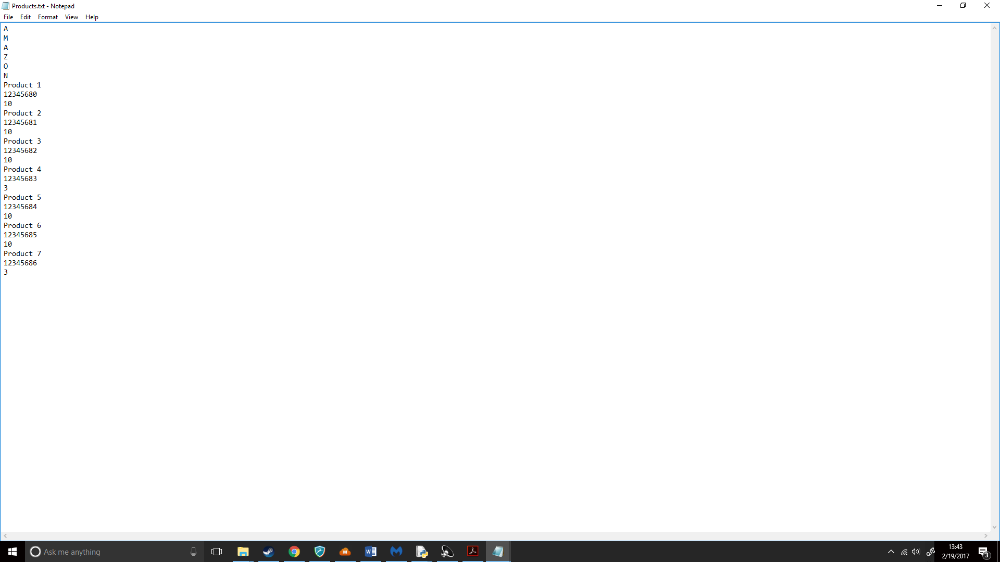 Products.txt - Notepad
File Edit Format View Help
A
M
A
Z
O
N
Product 1
12345680
10
Product 2
12345681
10
Product 3
12345682
10
Product 4
12345683
3
Product 5
12345684
10
Product 6
12345685
10
Product 7
12345686
3
Ask me anything
13:43
2/19/2017
3